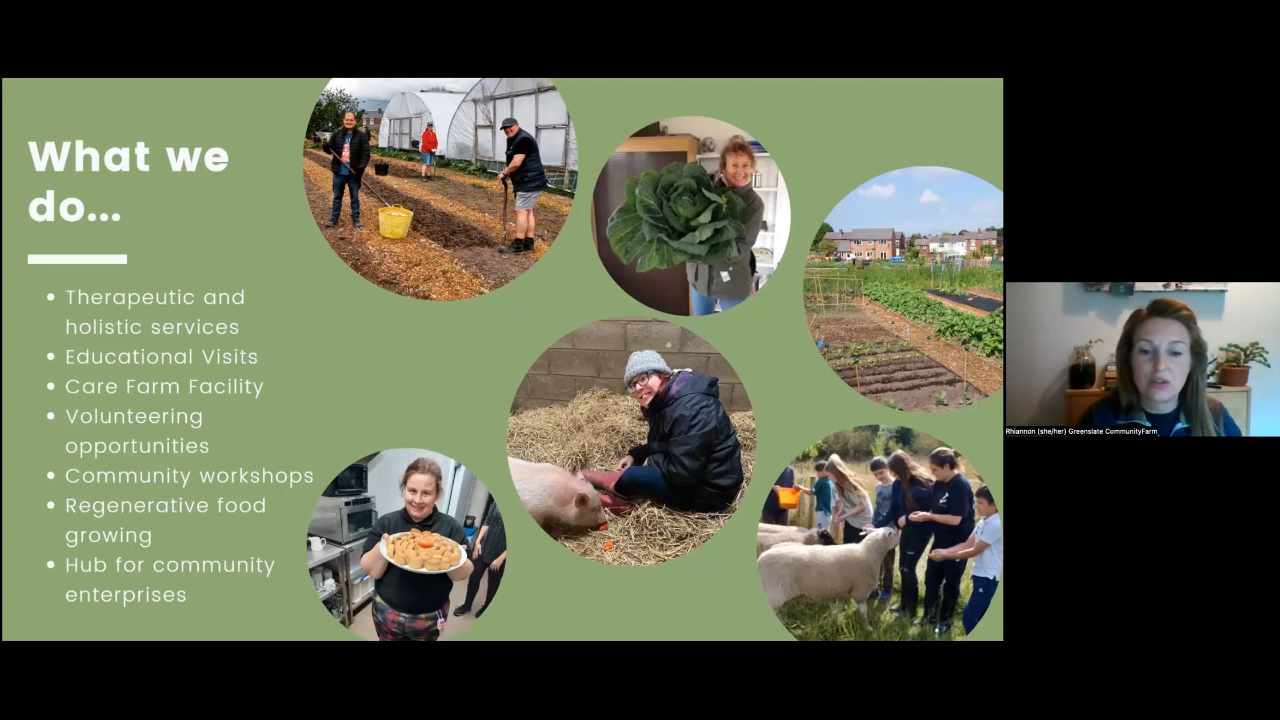 What we
do...
Therapeutic and
holistic services
Educational Visits
Care Farm Facility
Volunteering
opportunities
Community workshops
Regenerative food
growing
Hub for community
enterprises
Rhiannon (she/her) Greenslate CommunityFarm